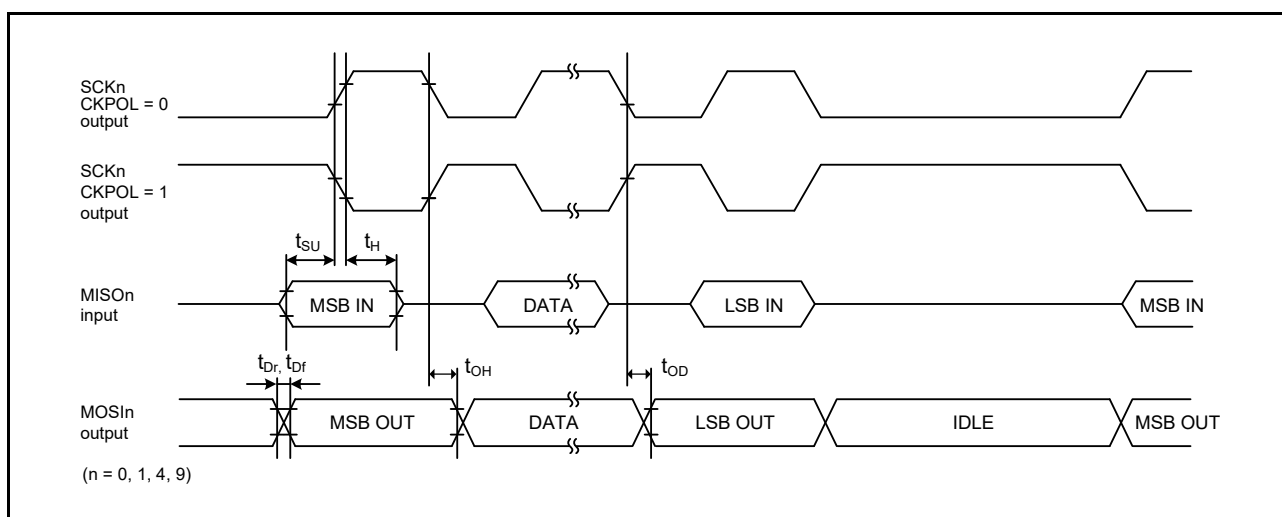 SCKn
CKPOL = 0
output
SCKn
CKPOL = 1
output
tSU
tH
MISOn
input
MSB IN
DATA
LSB IN
MSB IN
tDr, tDf
tOH
tOD
MOSIn
output
MSB OUT
DATA
LSB OUT
IDLE
MSB OUT
(n = 0, 1, 4, 9)